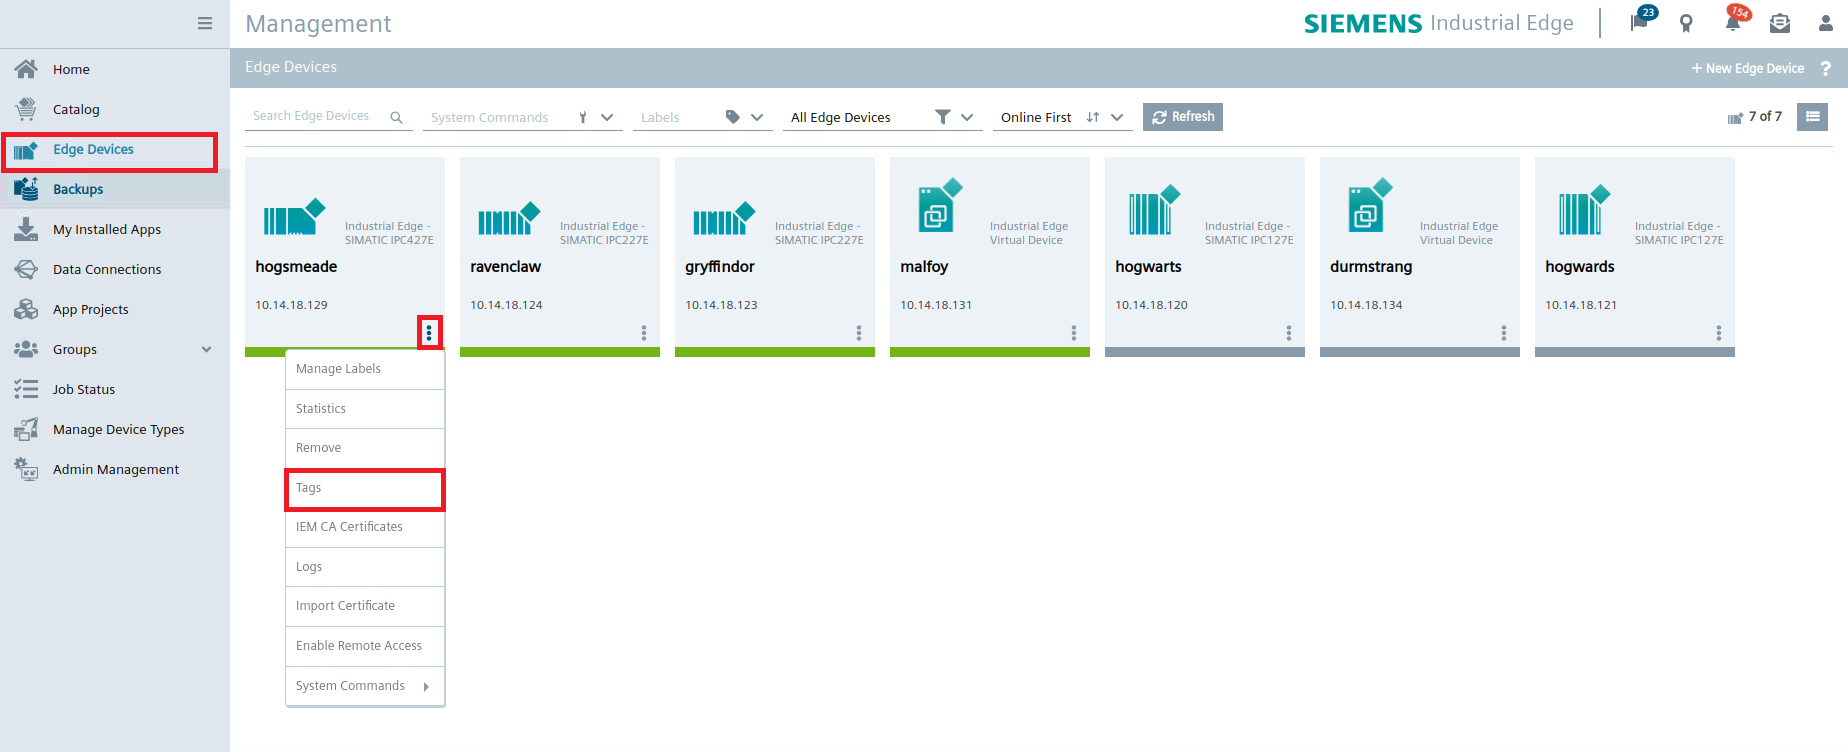 Management
SIEMENS Industrial Edge
23
154
Home
Catalog
Edge Devices
Backups
My Installed Apps
Data Connections
App Projects
Groups
Job Status
Manage Device Types
Admin Management
Edge Devices
+ New Edge Device ?
Search Edge Devices
System Commands
Labels
All Edge Devices
Online First
Refresh
7 of 7
Industrial Edge -
SIMATIC IPC427E
hogsmeade
10.14.18.129
Industrial Edge -
SIMATIC IPC227E
ravenclaw
10.14.18.124
Industrial Edge -
SIMATIC IPC227E
gryffindor
10.14.18.123
Industrial Edge
Virtual Device
malfoy
10.14.18.131
Industrial Edge -
SIMATIC IPC127E
hogwarts
10.14.18.120
Industrial Edge
Virtual Device
durmstrang
10.14.18.134
Industrial Edge -
SIMATIC IPC127E
hogwards
10.14.18.121
Manage Labels
Statistics
Remove
Tags
IEM CA Certificates
Logs
Import Certificate
Enable Remote Access
System Commands